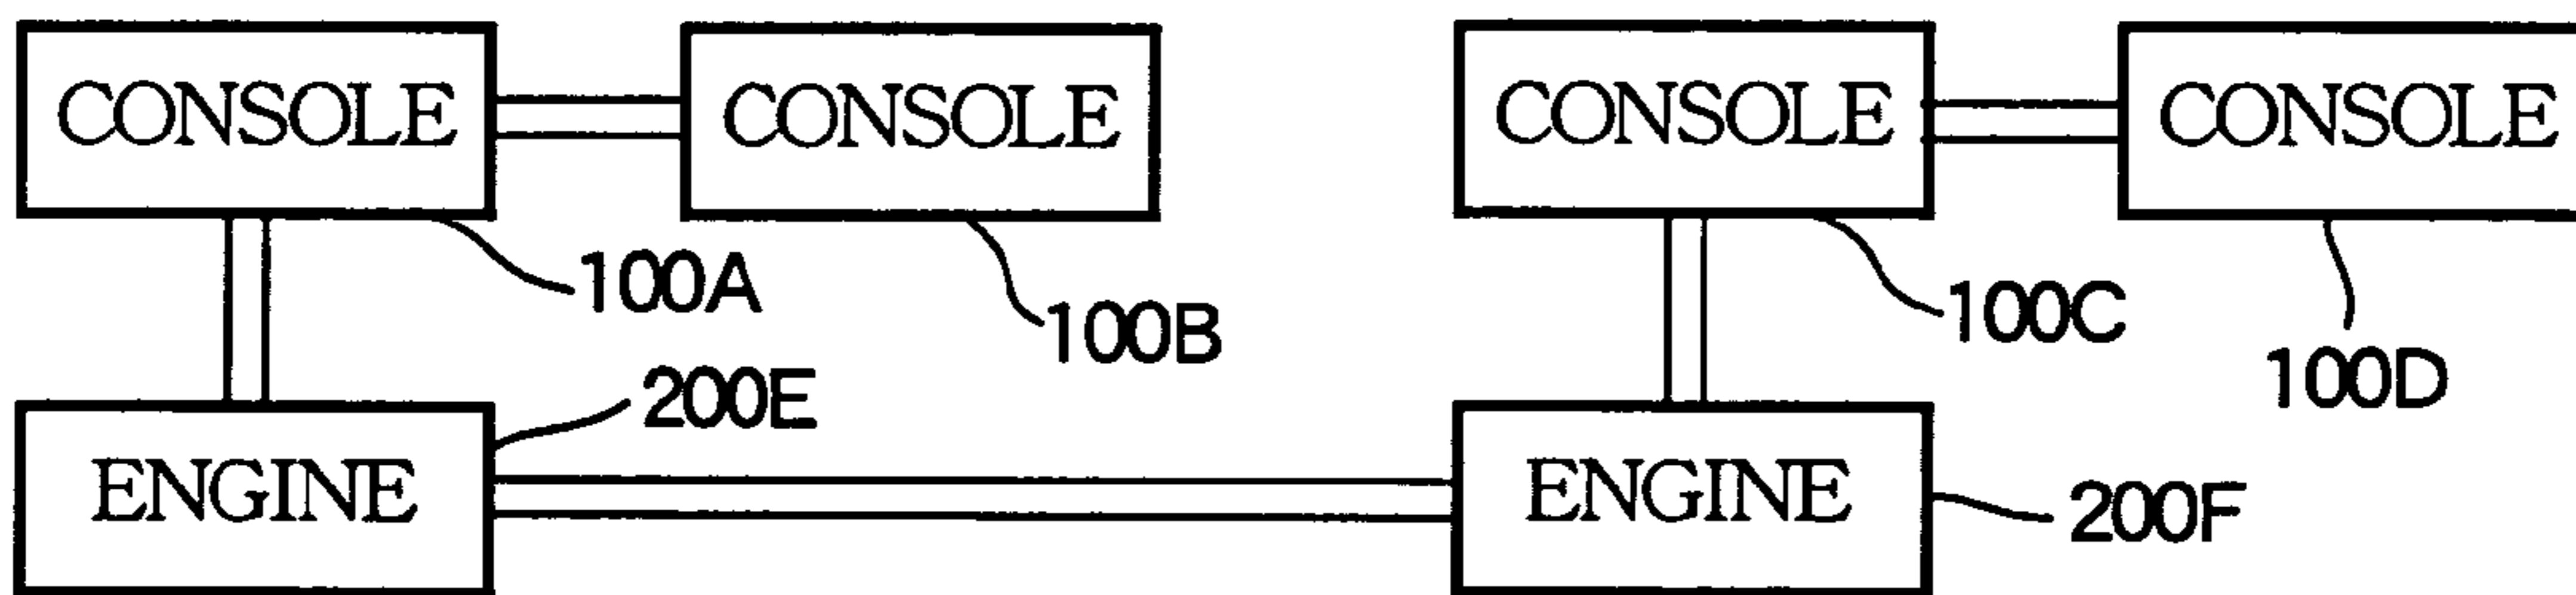 CONSOLE CONSOLE CONSOLE CONSOLE
100A 100B 100C 100D
200E
ENGINE ENGINE
200F